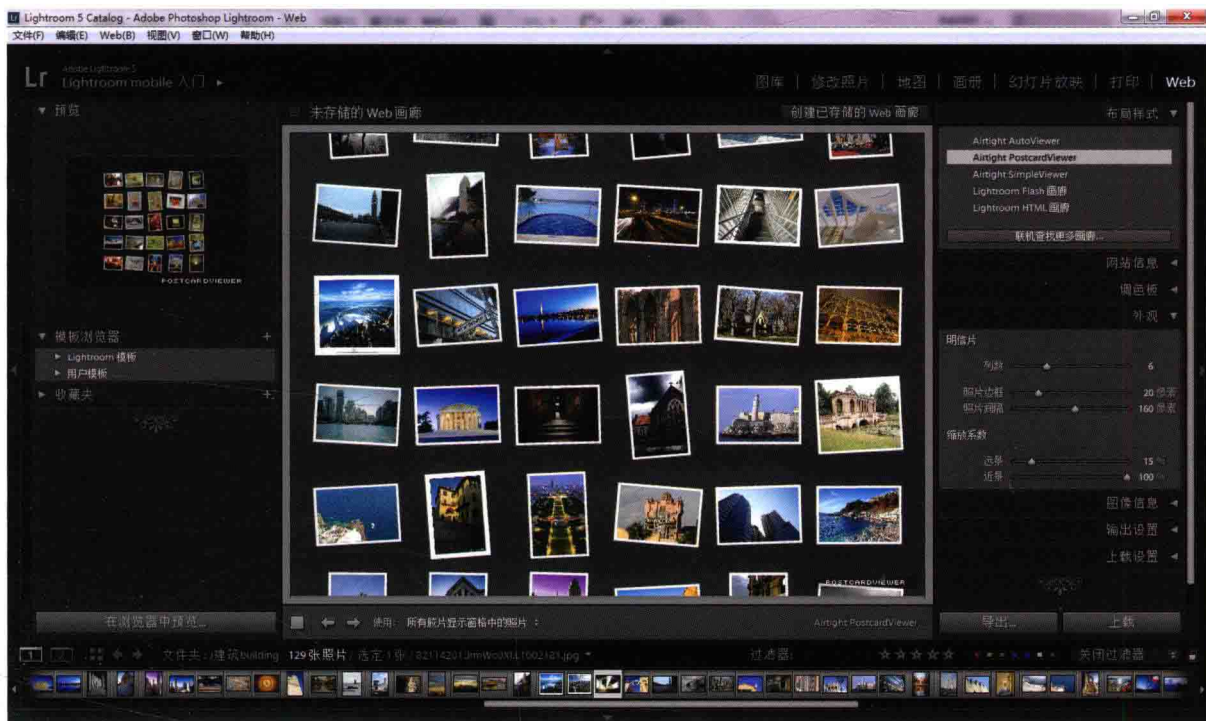 Lightroom 5 Catalog - Adobe Photoshop Lightroom - Web
文件(F) 编辑(E) Web(B) 视图(V) 窗口(W) 帮助(H)
Lr
Adobe Lightroom 5
Lightroom mobile 入门
图库 | 修改照片 | 地图 | 画册 | 幻灯片放映 | 打印 | Web
预览
POSTCARDVIEWER
模板浏览器
Lightroom 模板
用户模板
收藏夹
在浏览器中预览...
未存储的 Web 画廊
创建已存储的 Web 画廊
POSTCARDVIEWER
使用: 所有胶片显示窗格中的照片
Airtight PostcardViewer
布局样式
Airtight AutoViewer
Airtight PostcardViewer
Airtight SimpleViewer
Lightroom Flash 画廊
Lightroom HTML 画廊
联机查找更多画廊...
网站信息
调色板
外观
明信片
列数 6
照片边框 20 像素
照片间隔 160 像素
缩放系数
远景 15 %
近景 100 %
图像信息
输出设置
上载设置
导出...
上载
1 2 文件夹: 建筑building 129 张照片 / 选定 1 张 /
过滤器:
关闭过滤器